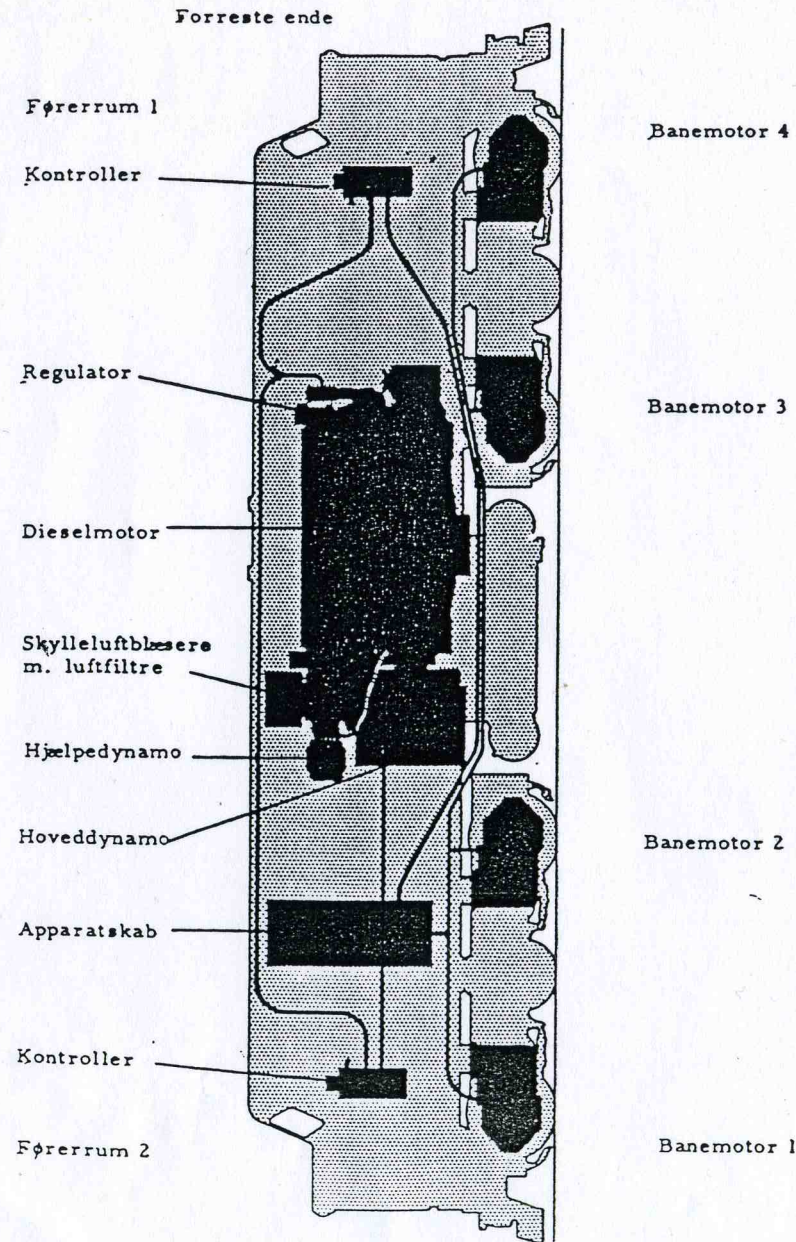 Forreste ende
Førerrum 1
Kontroller
Regulator
Dieselmotor
Skylleluftblæsere
m. luftfiltre
Hjælpedynamo
Hoveddynamo
Apparatskab
Kontroller
Førerrum 2
Banemotor 4
Banemotor 3
Banemotor 2
Banemotor 1